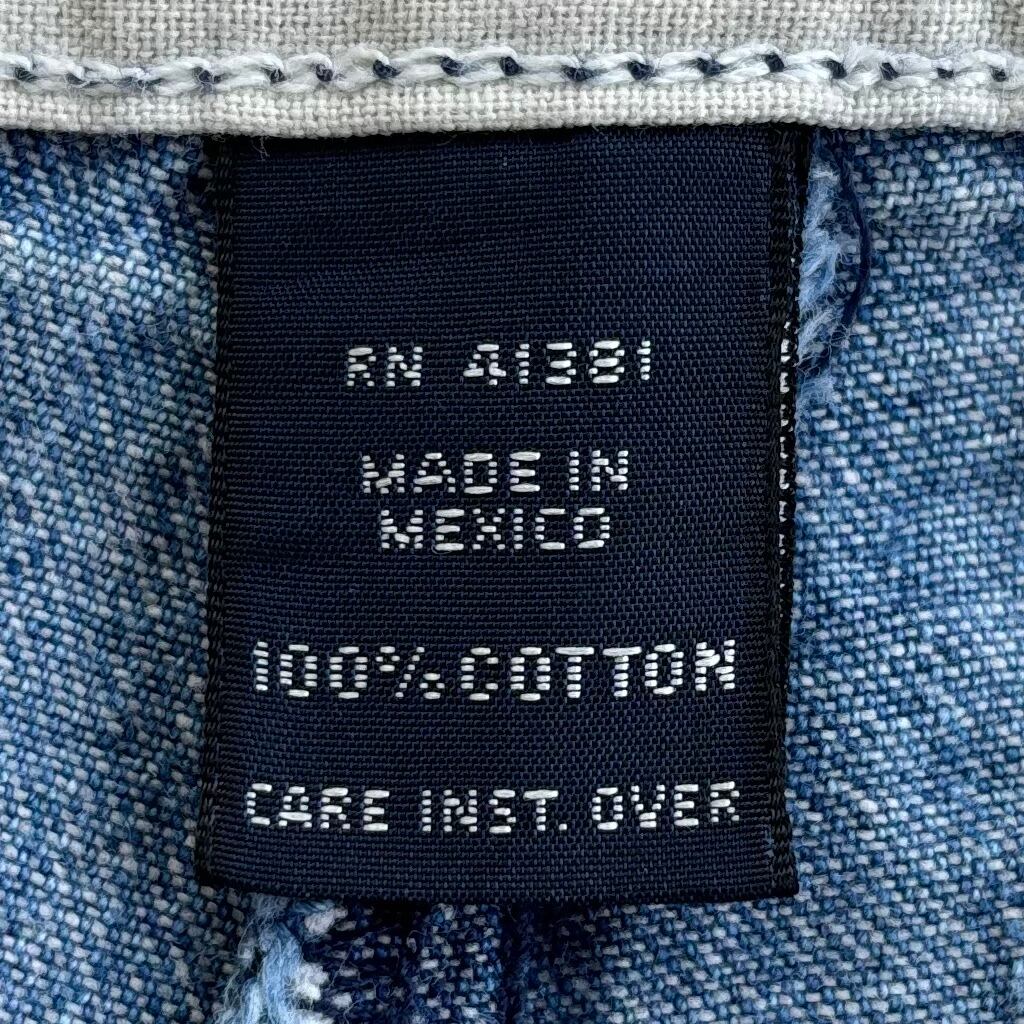 RN 41381
MADE IN
MEXICO
100% COTTON
CARE INST. OVER